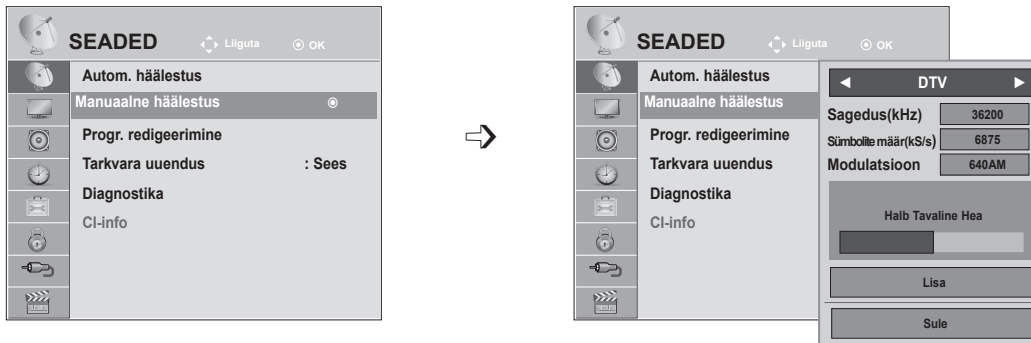 SEADED Liiguta OK
Autom. häälestus
Manuaalne häälestus
Progr. redigeerimine
Tarkvara uuendus : Sees
Diagnostika
CI-info
SEADED Liiguta OK
Autom. häälestus
Manuaalne häälestus
Progr. redigeerimine
Tarkvara uuendus
Diagnostika
CI-info
◄ DTV ►
Sagedus(kHz) 36200
Sümbolite määr(kS/s) 6875
Modulatsioon 640AM
Halb Tavaline Hea
Lisa
Sule